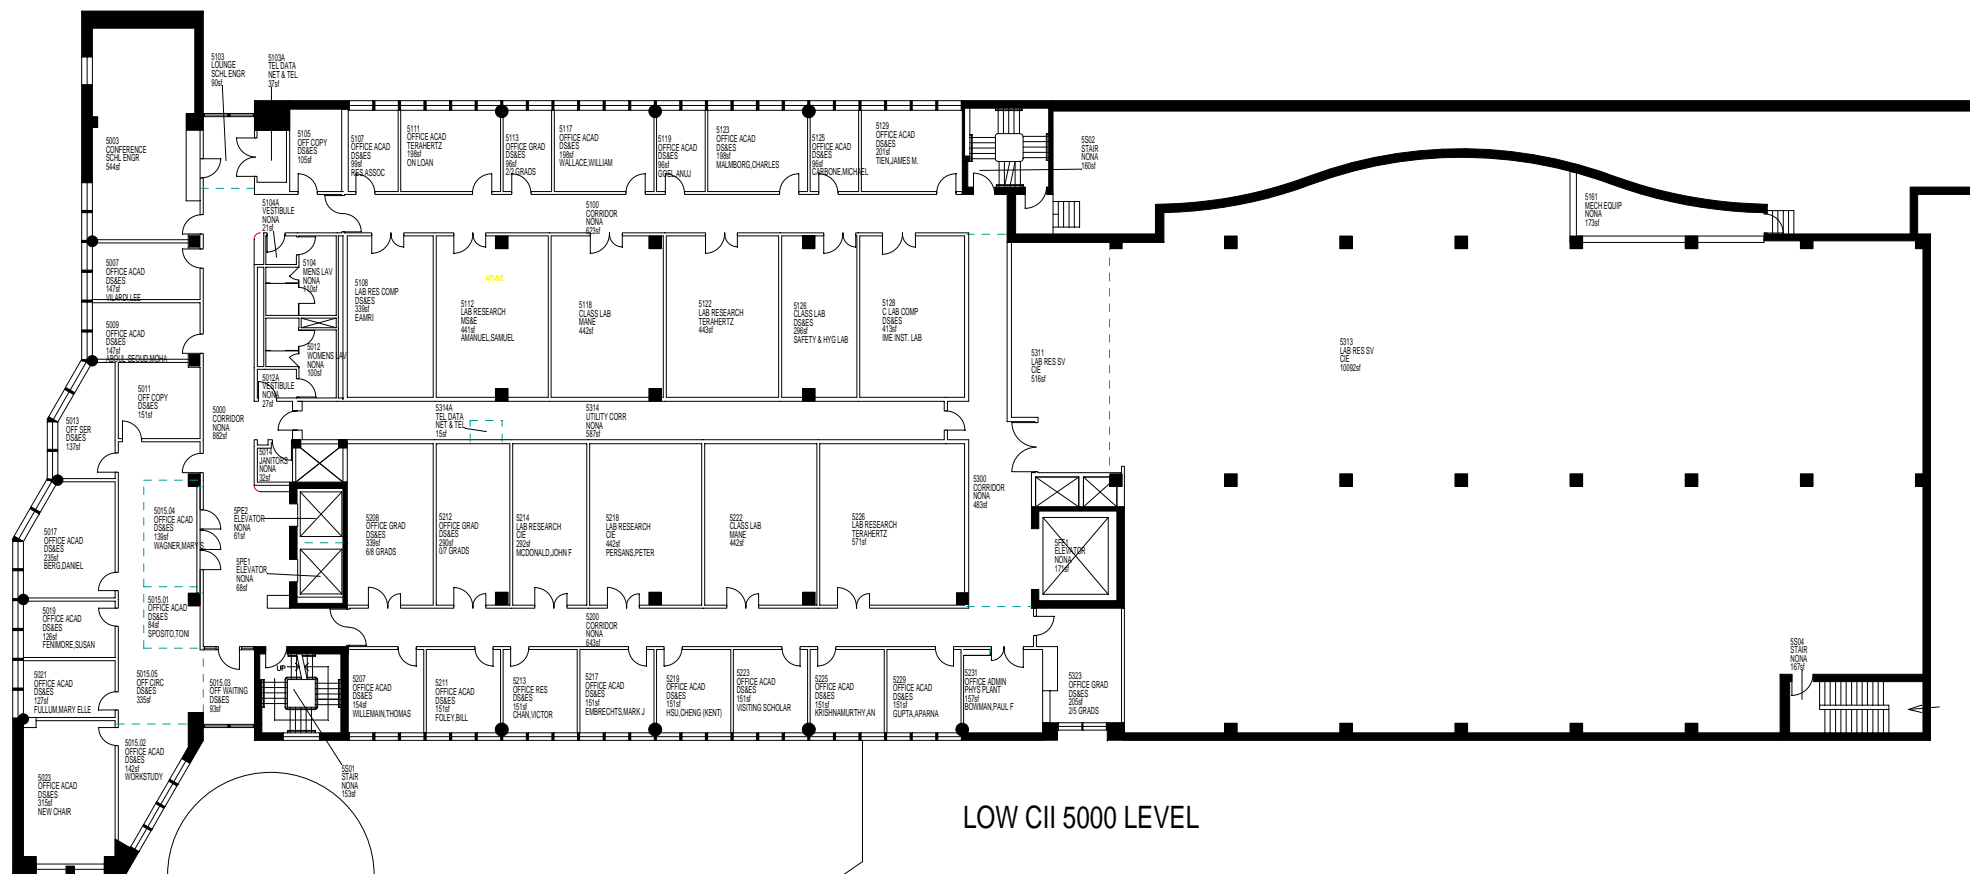 5103
LOUNGE
SCHL ENGR
90sf
5103A
TEL DATA
NET & TEL
37sf
5003
CONFERENCE
SCHL ENGR
544sf
5105
OFF COPY
DS&ES
105sf
5107
OFFICE ACAD
DS&ES
99sf
RES ASSOC
5111
OFFICE ACAD
TERAHERTZ
198sf
ON LOAN
5113
OFFICE GRAD
DS&ES
96sf
2/2 GRADS
5117
OFFICE ACAD
DS&ES
198sf
WALLACE,WILLIAM
5119
OFFICE ACAD
DS&ES
96sf
GOEL,ANUJ
5123
OFFICE ACAD
DS&ES
198sf
MALMBORG,CHARLES
5125
OFFICE ACAD
DS&ES
96sf
CARBONE,MICHAEL
5129
OFFICE ACAD
DS&ES
201sf
TIEN,JAMES M.
5S02
STAIR
NONA
160sf
5161
MECH EQUIP
NONA
173sf
5104A
VESTIBULE
NONA
21sf
5100
CORRIDOR
NONA
623sf
5007
OFFICE ACAD
DS&ES
147sf
VILARDI,LEE
5104
MENS LAV
NONA
110sf
5108
LAB RES COMP
DS&ES
339sf
EAMRI
MS&E
5112
LAB RESEARCH
MS&E
441sf
AMANUEL,SAMUEL
5118
CLASS LAB
MANE
442sf
5122
LAB RESEARCH
TERAHERTZ
443sf
5126
CLASS LAB
DS&ES
296sf
SAFETY & HYG LAB
5128
C LAB COMP
DS&ES
413sf
IME INST. LAB
5009
OFFICE ACAD
DS&ES
147sf
ABOUL-SEOUD,MOHA
5012
WOMENS LAV
NONA
100sf
5311
LAB RES SV
CIE
516sf
5313
LAB RES SV
CIE
10092sf
5011
OFF COPY
DS&ES
151sf
5012A
VESTIBULE
NONA
27sf
5000
CORRIDOR
NONA
882sf
5013
OFF SER
DS&ES
137sf
5314A
TEL DATA
NET & TEL
15sf
5314
UTILITY CORR
NONA
587sf
5014
JANITORS
NONA
32sf
5300
CORRIDOR
NONA
483sf
5017
OFFICE ACAD
DS&ES
235sf
BERG,DANIEL
5015.04
OFFICE ACAD
DS&ES
139sf
WAGNER,MARY S
5PE2
ELEVATOR
NONA
61sf
5PE1
ELEVATOR
NONA
68sf
5208
OFFICE GRAD
DS&ES
339sf
6/8 GRADS
5212
OFFICE GRAD
DS&ES
290sf
0/7 GRADS
5214
LAB RESEARCH
CIE
292sf
MCDONALD,JOHN F
5218
LAB RESEARCH
CIE
442sf
PERSANS,PETER
5222
CLASS LAB
MANE
442sf
5226
LAB RESEARCH
TERAHERTZ
571sf
5FE1
ELEVATOR
NONA
171sf
5019
OFFICE ACAD
DS&ES
126sf
FENIMORE,SUSAN
5015.01
OFFICE ACAD
DS&ES
84sf
SPOSITO,TONI
5200
CORRIDOR
NONA
643sf
5S04
STAIR
NONA
167sf
5021
OFFICE ACAD
DS&ES
127sf
FULLUM,MARY ELLE
5015.05
OFF CIRC
DS&ES
335sf
5015.03
OFF WAITING
DS&ES
93sf
UP
5207
OFFICE ACAD
DS&ES
154sf
WILLEMAIN,THOMAS
5211
OFFICE ACAD
DS&ES
151sf
FOLEY,BILL
5213
OFFICE RES
DS&ES
151sf
CHAN,VICTOR
5217
OFFICE ACAD
DS&ES
151sf
EMBRECHTS,MARK J
5219
OFFICE ACAD
DS&ES
151sf
HSU,CHENG (KENT)
5223
OFFICE ACAD
DS&ES
151sf
VISITING SCHOLAR
5225
OFFICE ACAD
DS&ES
151sf
KRISHNAMURTHY,AN
5229
OFFICE ACAD
DS&ES
151sf
GUPTA,APARNA
5231
OFFICE ADMIN
PHYS PLANT
157sf
BOWMAN,PAUL F
5323
OFFICE GRAD
DS&ES
205sf
2/5 GRADS
5015.02
OFFICE ACAD
DS&ES
142sf
WORKSTUDY
5023
OFFICE ACAD
DS&ES
315sf
NEW CHAIR
5S01
STAIR
NONA
153sf
LOW CII 5000 LEVEL